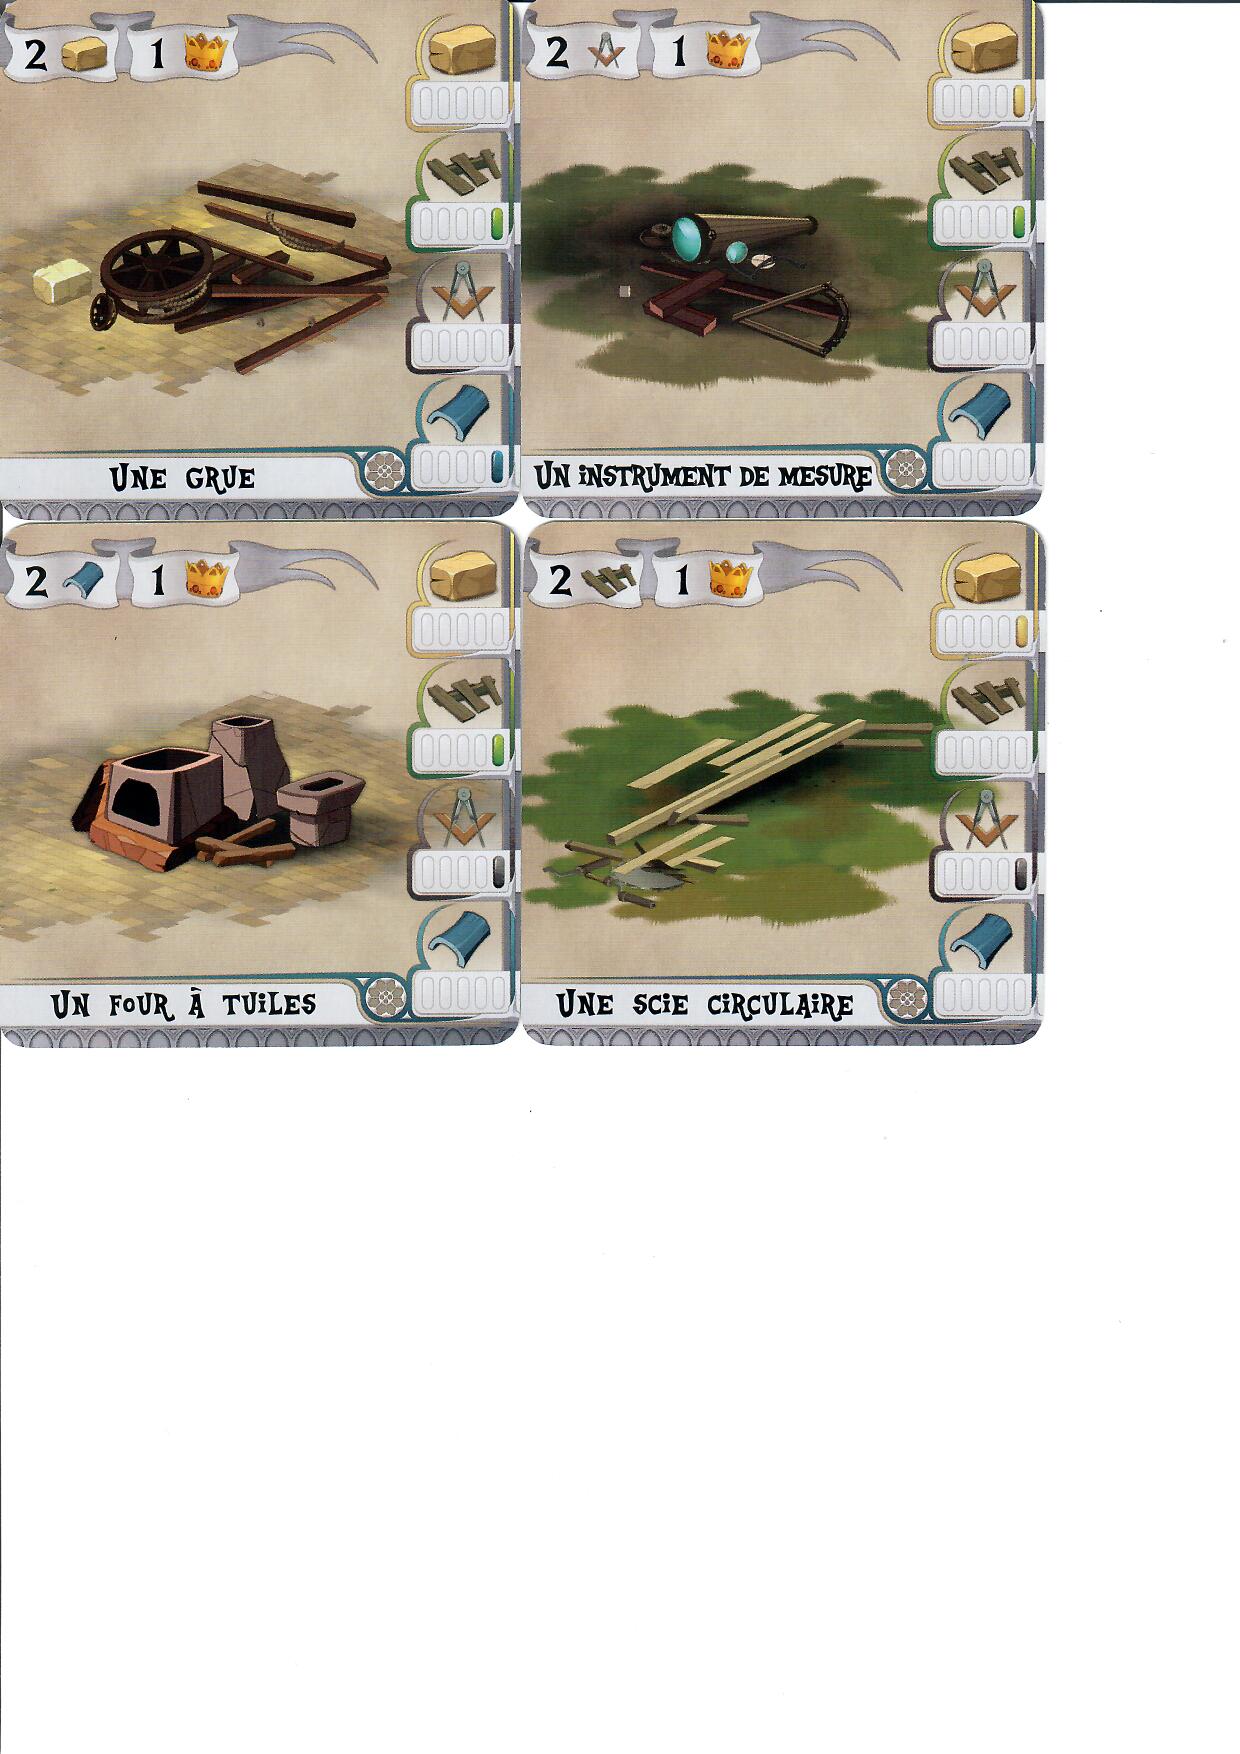 2 1
UNE GRUE
2 1
UN INSTRUMENT DE MESURE
2 1
UN FOUR À TUILES
2 1
UNE SCIE CIRCULAIRE